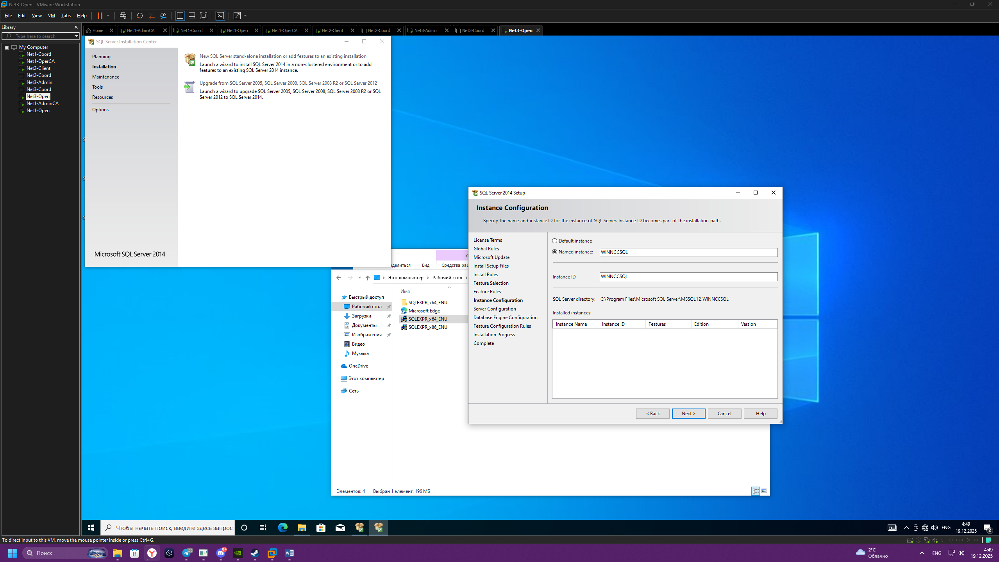 Net3-Open - VMware Workstation
File Edit View VM Tabs Help
Library
Type here to search
My Computer
Net1-Coord
Net1-OperCA
Net2-Client
Net2-Coord
Net3-Admin
Net3-Coord
Net3-Open
Net1-AdminCA
Net1-Open
Home Net1-AdminCA Net1-Coord Net1-Open Net1-OperCA Net2-Client Net2-Coord Net3-Admin Net3-Coord Net3-Open
SQL Server Installation Center
Planning
Installation
Maintenance
Tools
Resources
Options
Microsoft SQL Server 2014
New SQL Server stand-alone installation or add features to an existing installation
Launch a wizard to install SQL Server 2014 in a non-clustered environment or to add
features to an existing SQL Server 2014 instance.
Upgrade from SQL Server 2005, SQL Server 2008, SQL Server 2008 R2 or SQL Server 2012
Launch a wizard to upgrade SQL Server 2005, SQL Server 2008, SQL Server 2008 R2 or SQL
Server 2012 to SQL Server 2014.
Вид
Этот компьютер
Рабочий стол
Имя
Быстрый доступ
Рабочий стол
Загрузки
Документы
Изображения
Видео
Музыка
OneDrive
Этот компьютер
Сеть
SQLEXPR_x64_ENU
Microsoft Edge
SQLEXPR_x64_ENU
SQLEXPR_x86_ENU
Элементов: 4 Выбран 1 элемент: 196 МБ
SQL Server 2014 Setup
Instance Configuration
Specify the name and instance ID for the instance of SQL Server. Instance ID becomes part of the installation path.
License Terms
Global Rules
Microsoft Update
Install Setup Files
Install Rules
Feature Selection
Feature Rules
Instance Configuration
Server Configuration
Database Engine Configuration
Feature Configuration Rules
Installation Progress
Complete
Default instance
Named instance: WINNCCSQL
Instance ID: WINNCCSQL
SQL Server directory: C:\Program Files\Microsoft SQL Server\MSSQL12.WINNCCSQL
Installed instances:
Instance Name Instance ID Features Edition Version
< Back Next > Cancel Help
Чтобы начать поиск, введите здесь запрос
ENG
4:49
19.12.2025
2
To direct input to this VM, move the mouse pointer inside or press Ctrl+G.
Поиск
.09
9+
2°C
Облачно
ENG
4:49
19.12.2025